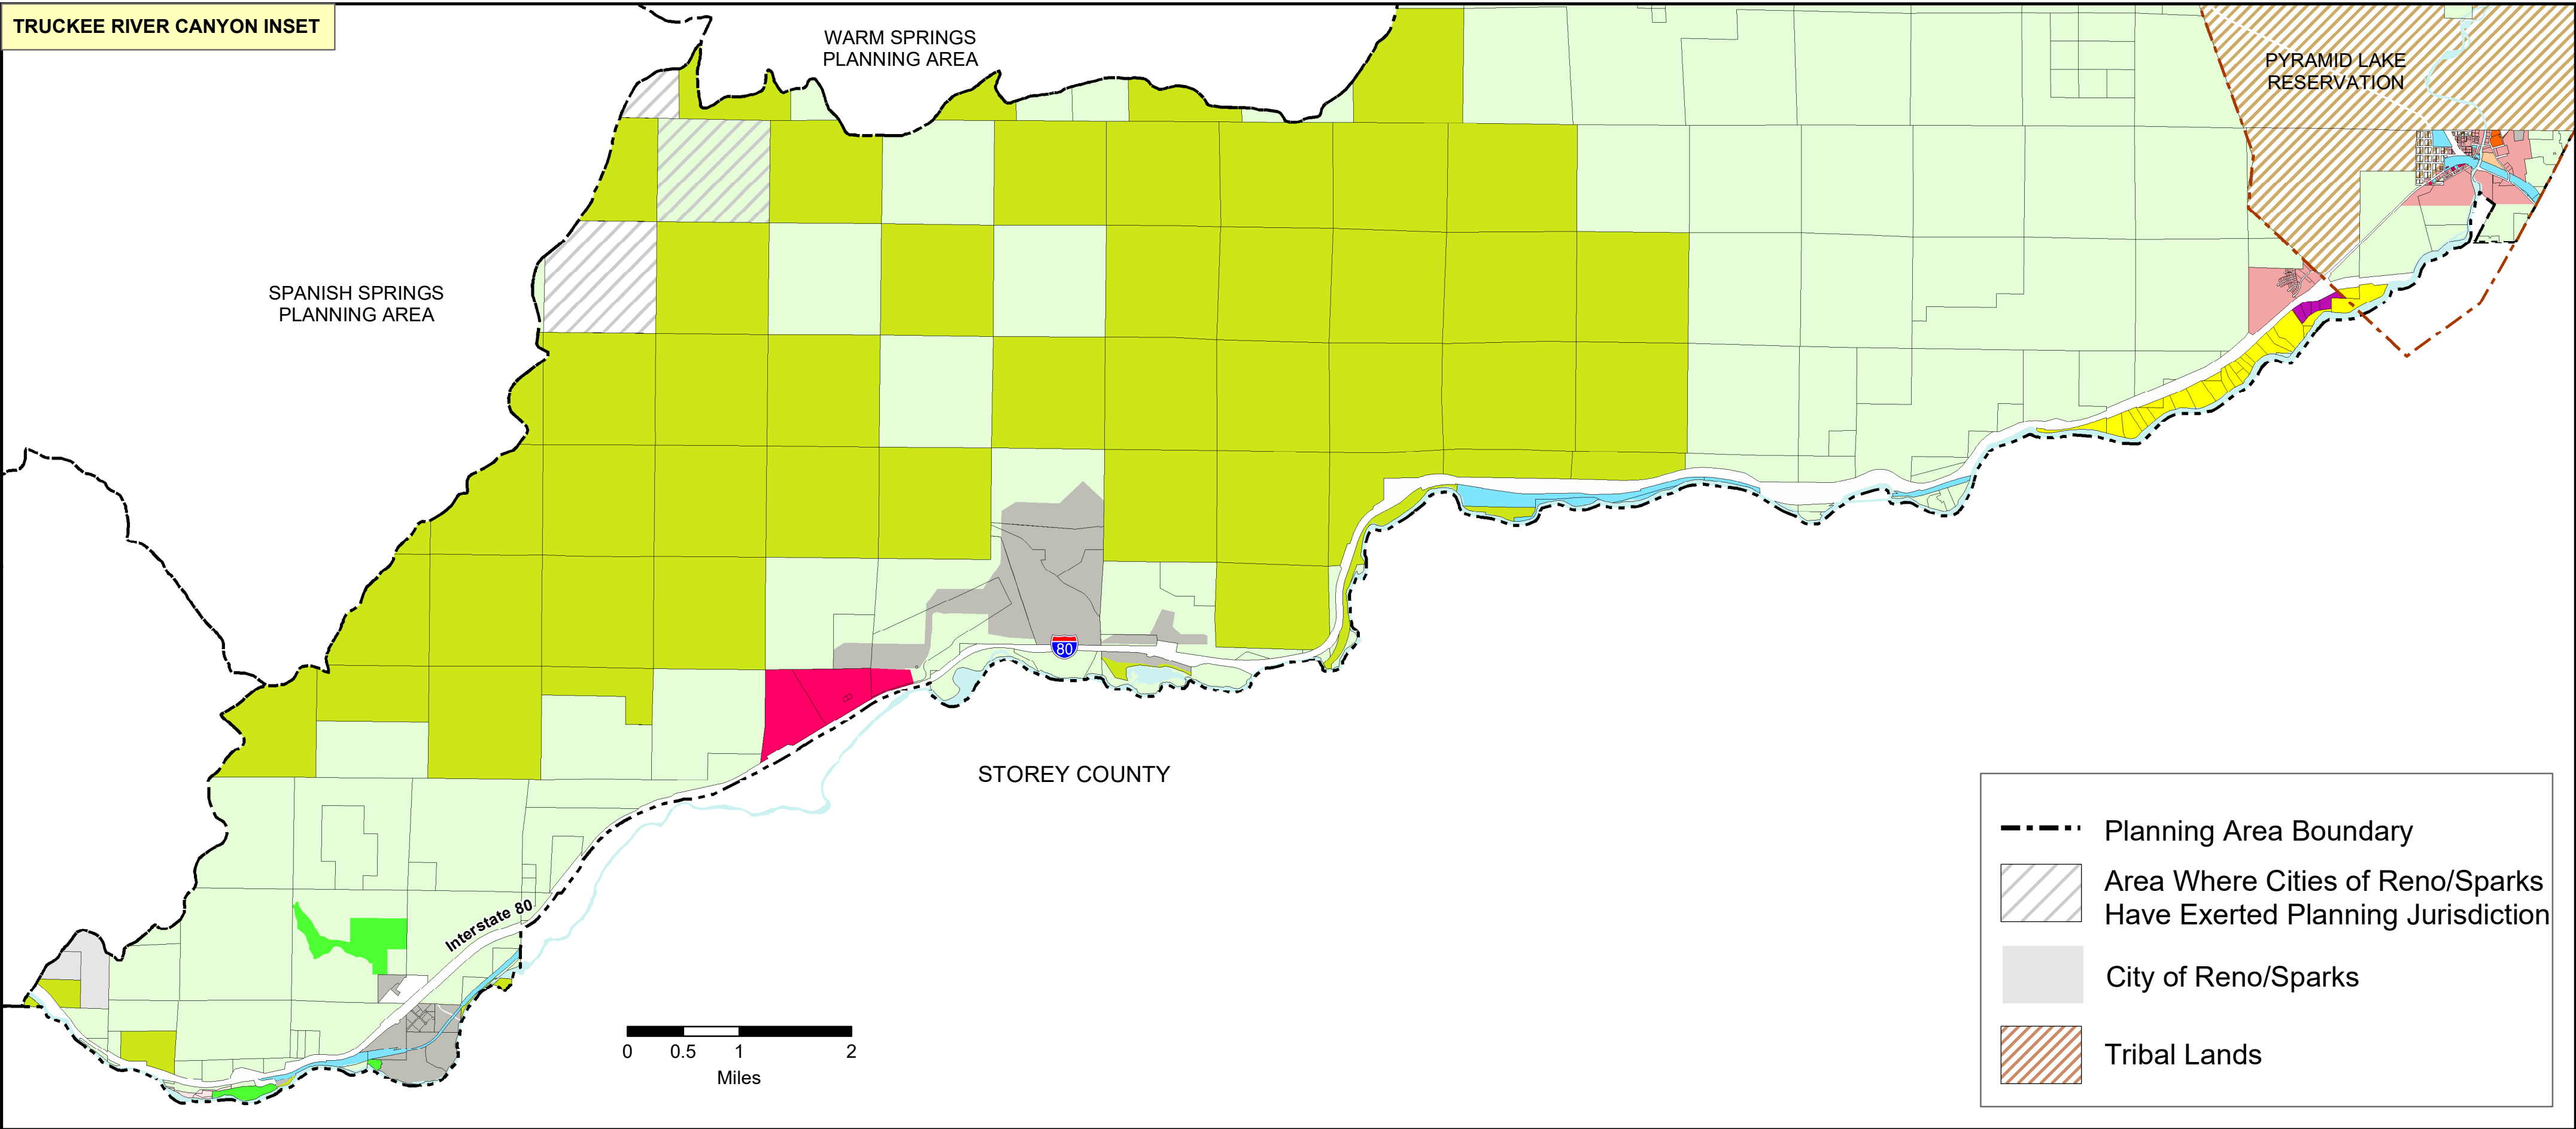 TRUCKEE RIVER CANYON INSET
WARM SPRINGS
PLANNING AREA
PYRAMID LAKE
RESERVATION
SPANISH SPRINGS
PLANNING AREA
80
STOREY COUNTY
Interstate 80
0 0.5 1 2
Miles
Planning Area Boundary
Area Where Cities of Reno/Sparks
Have Exerted Planning Jurisdiction
City of Reno/Sparks
Tribal Lands